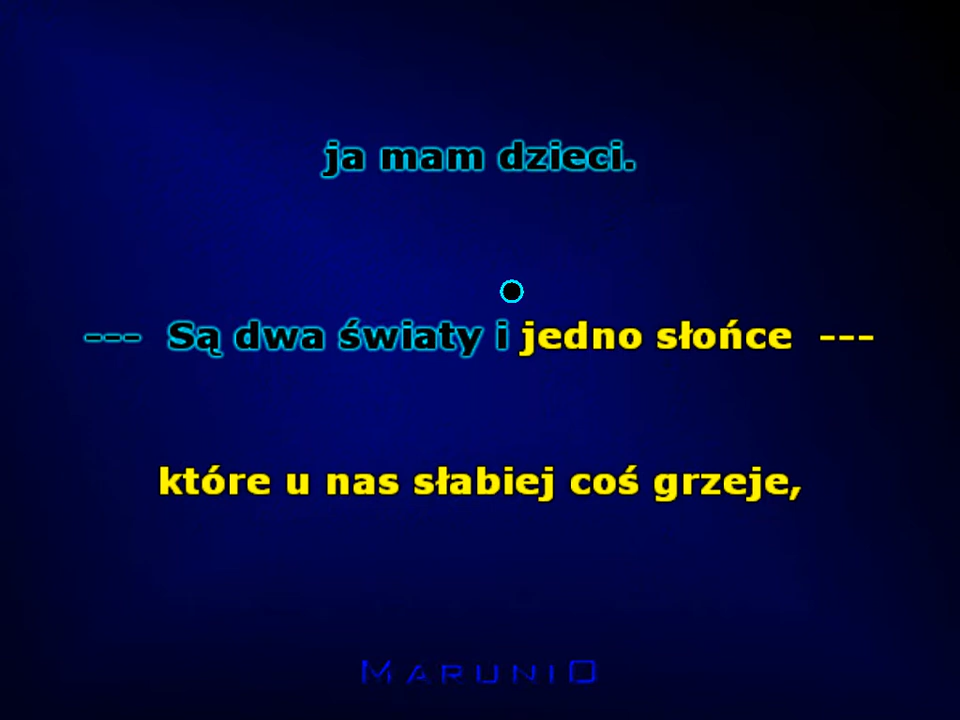 ja mam dzieci.
--- Są dwa światy i jedno słońce ---
które u nas słabiej coś grzeje,
MARUNIO